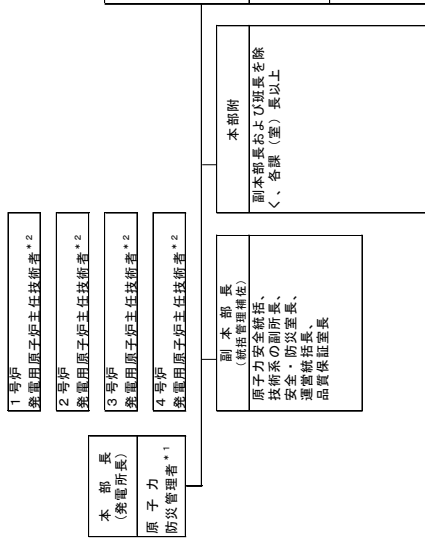 1号炉
発電用原子炉主任技術者*2
2号炉
発電用原子炉主任技術者*2
3号炉
発電用原子炉主任技術者*2
4号炉
発電用原子炉主任技術者*2
本部長
(発電所長)
原子力
防災管理者*1
副本部長
(統括管理補佐)
原子力安全統括、
技術系の副所長、
安全・防災室長、
運営統括長、
品質保証室長
本部附
副本部長および班長を除
く、各課（室）長以上